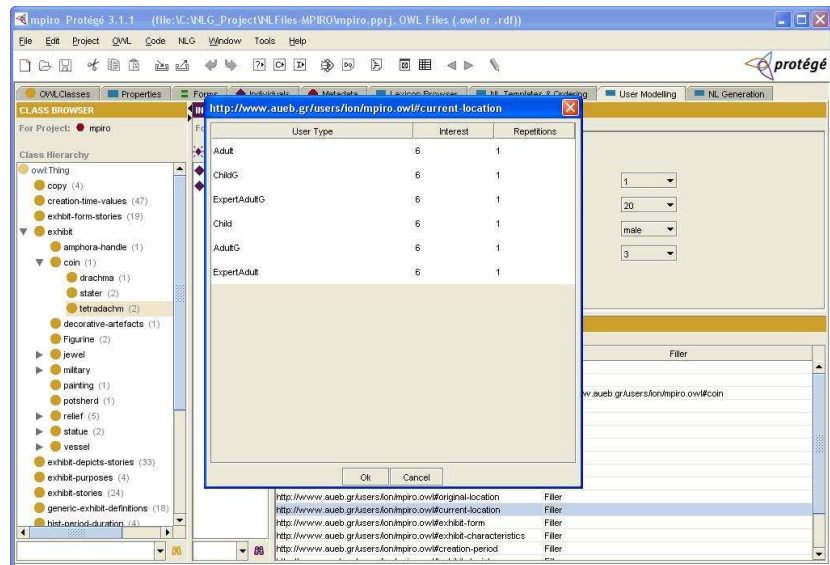 mpiro Protégé 3.1.1 (file:\C:\NLG_Project\NLFiles-MPIRO\mpiro.pprj, OWL Files (.owl or .rdf))
File Edit Project OWL Code NLG Window Tools Help
protégé
OWLClasses Properties Forms Individuals Metadata Lexicon Browser NL Templates & Ordering User Modelling NL Generation
CLASS BROWSER
For Project: mpiro
Class Hierarchy
owl:Thing
copy (4)
creation-time-values (47)
exhbit-form-stories (19)
exhibit
amphora-handle (1)
coin (1)
drachma (1)
stater (2)
tetradachm (2)
decorative-artefacts (1)
Figurine (2)
jewel
military
painting (1)
potsherd (1)
relief (5)
statue (2)
vessel
exhibit-depicts-stories (33)
exhibit-purposes (4)
exhibit-stories (24)
generic-exhibit-definitions (18)
hist-period-duration (4)
http://www.aueb.gr/users/ion/mpiro.owl#current-location
User Type Interest Repetitions
Adult 6 1
ChildG 6 1
ExpertAdultG 6 1
Child 6 1
AdultG 6 1
ExpertAdult 6 1
Ok Cancel
1
20
male
3
Filler
w.aueb.gr/users/ion/mpiro.owl#coin
http://www.aueb.gr/users/ion/mpiro.owl#original-location Filler
http://www.aueb.gr/users/ion/mpiro.owl#current-location Filler
http://www.aueb.gr/users/ion/mpiro.owl#exhibit-form Filler
http://www.aueb.gr/users/ion/mpiro.owl#exhibit-characteristics Filler
http://www.aueb.gr/users/ion/mpiro.owl#creation-period Filler